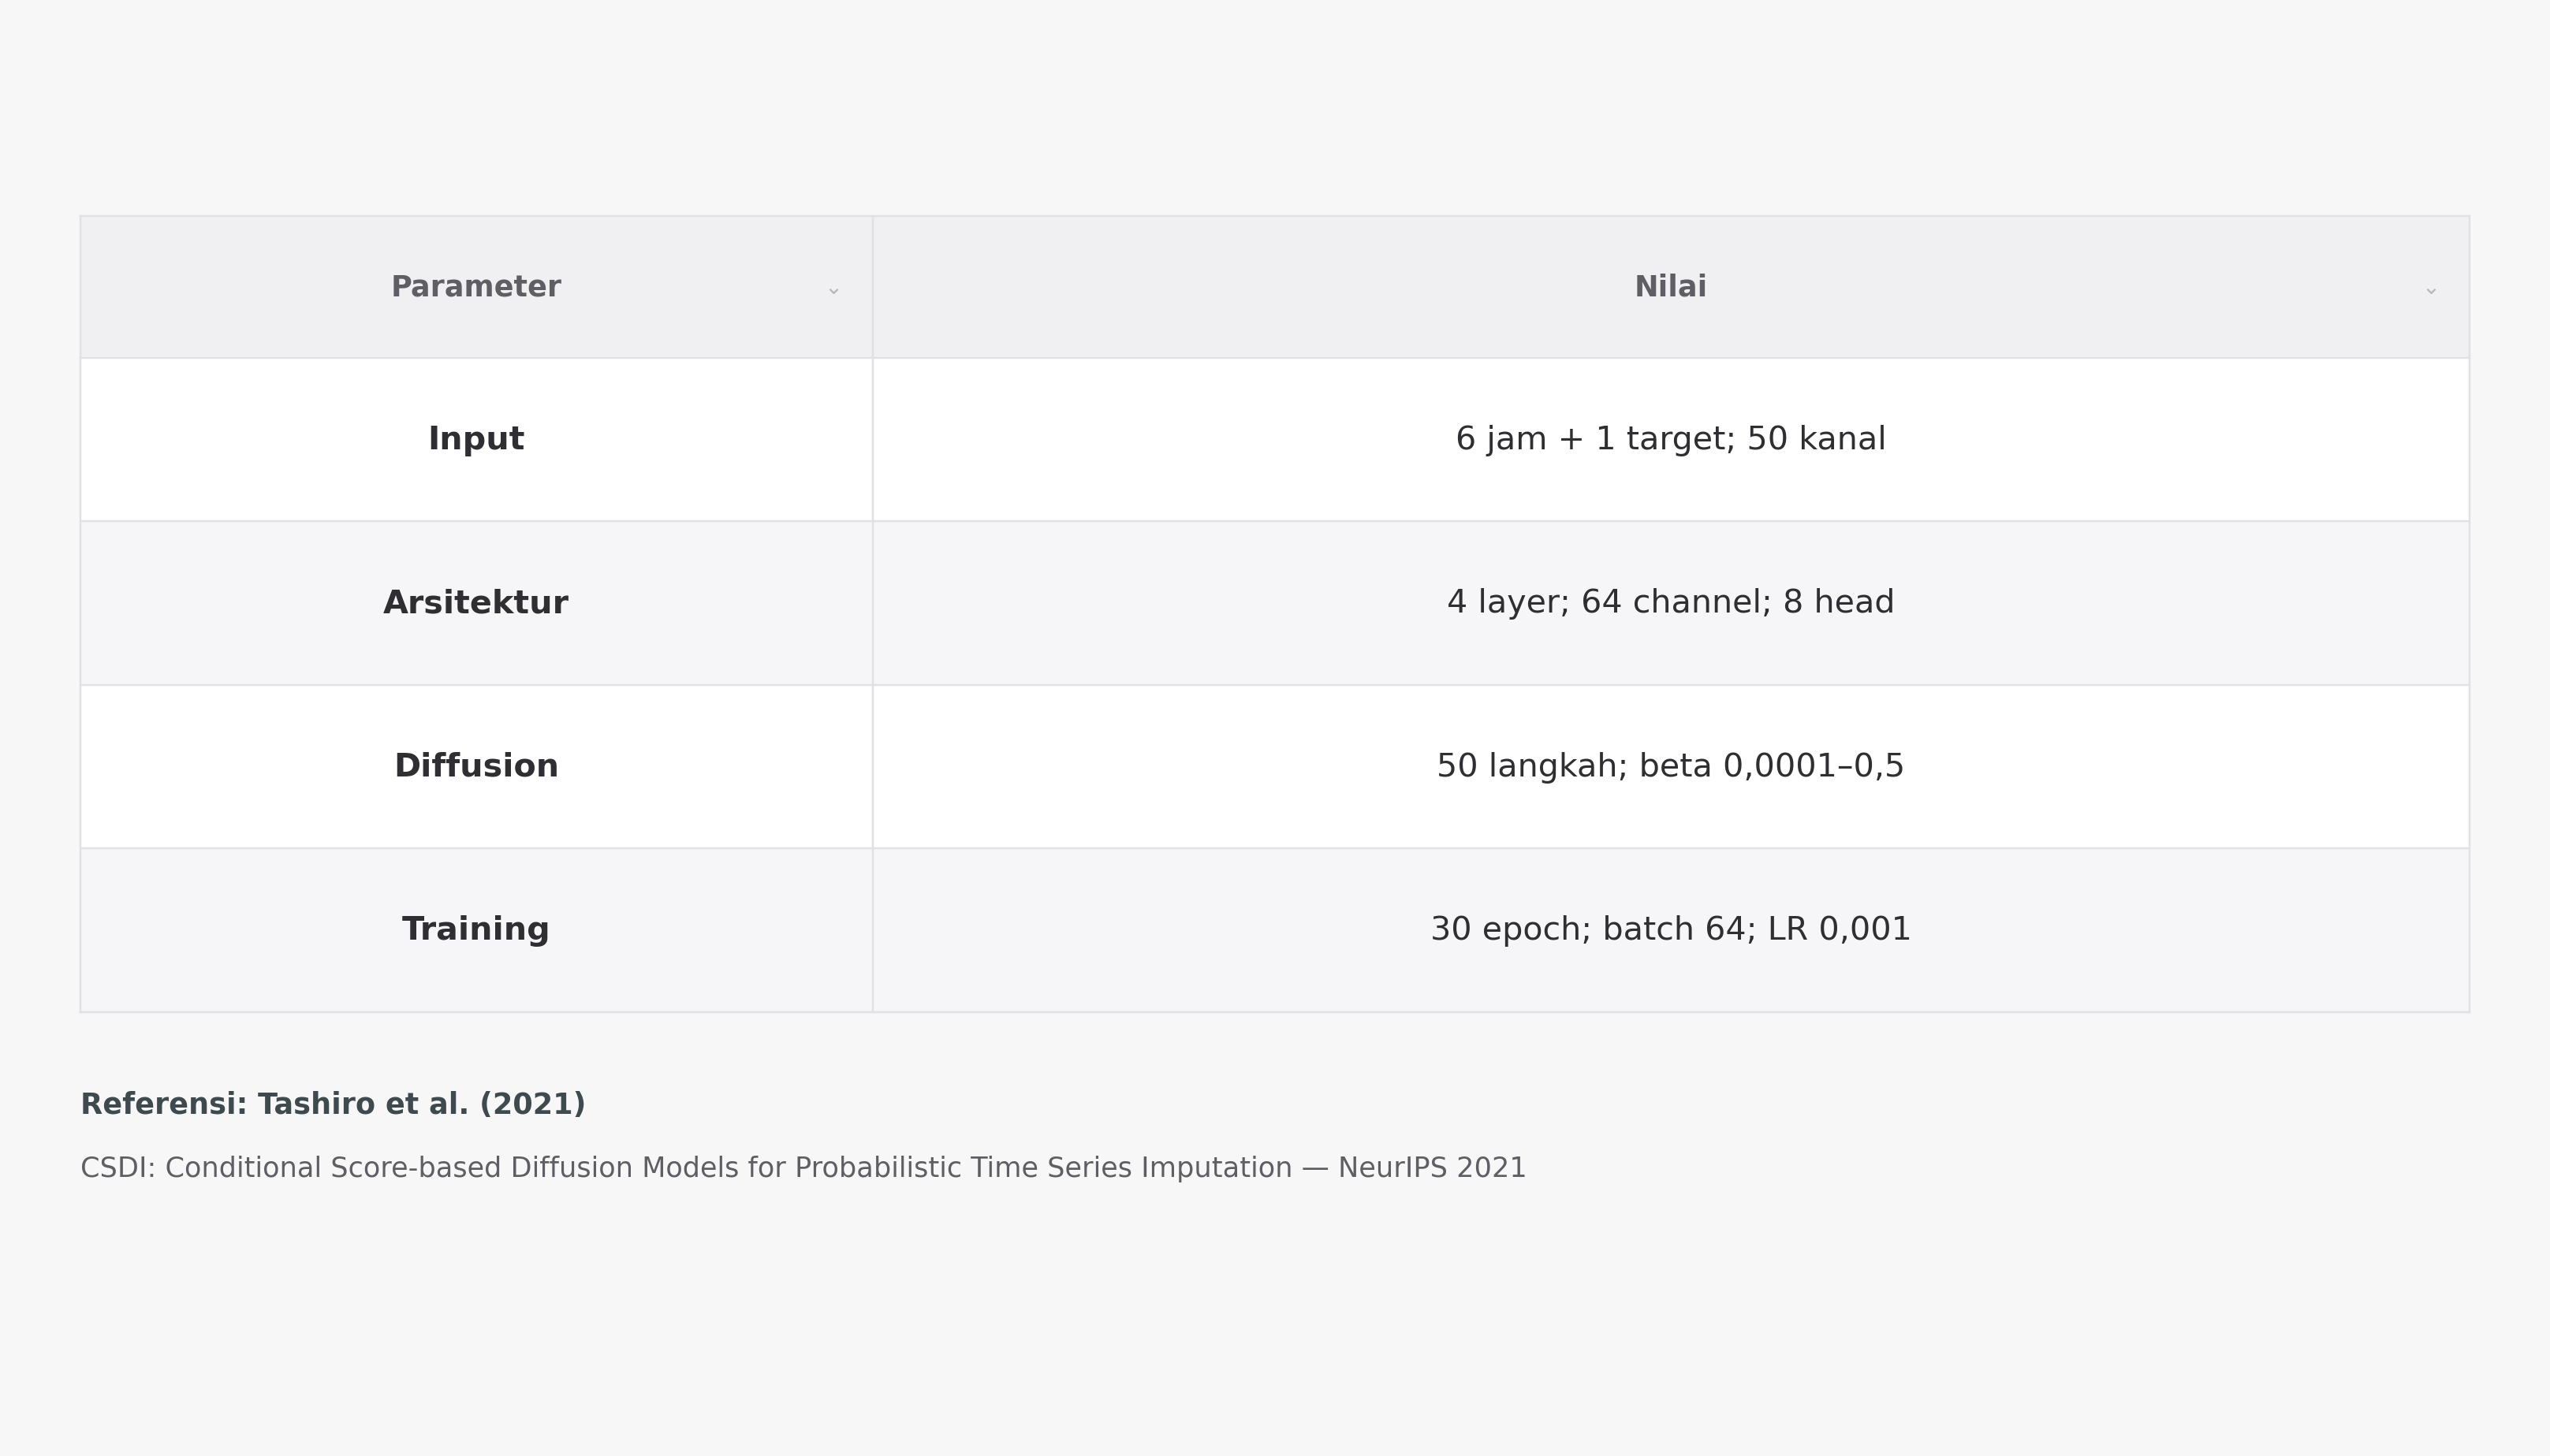 Parameter Nilai
Input 6 jam + 1 target; 50 kanal
Arsitektur 4 layer; 64 channel; 8 head
Diffusion 50 langkah; beta 0,0001–0,5
Training 30 epoch; batch 64; LR 0,001
Referensi: Tashiro et al. (2021)
CSDI: Conditional Score-based Diffusion Models for Probabilistic Time Series Imputation — NeurIPS 2021